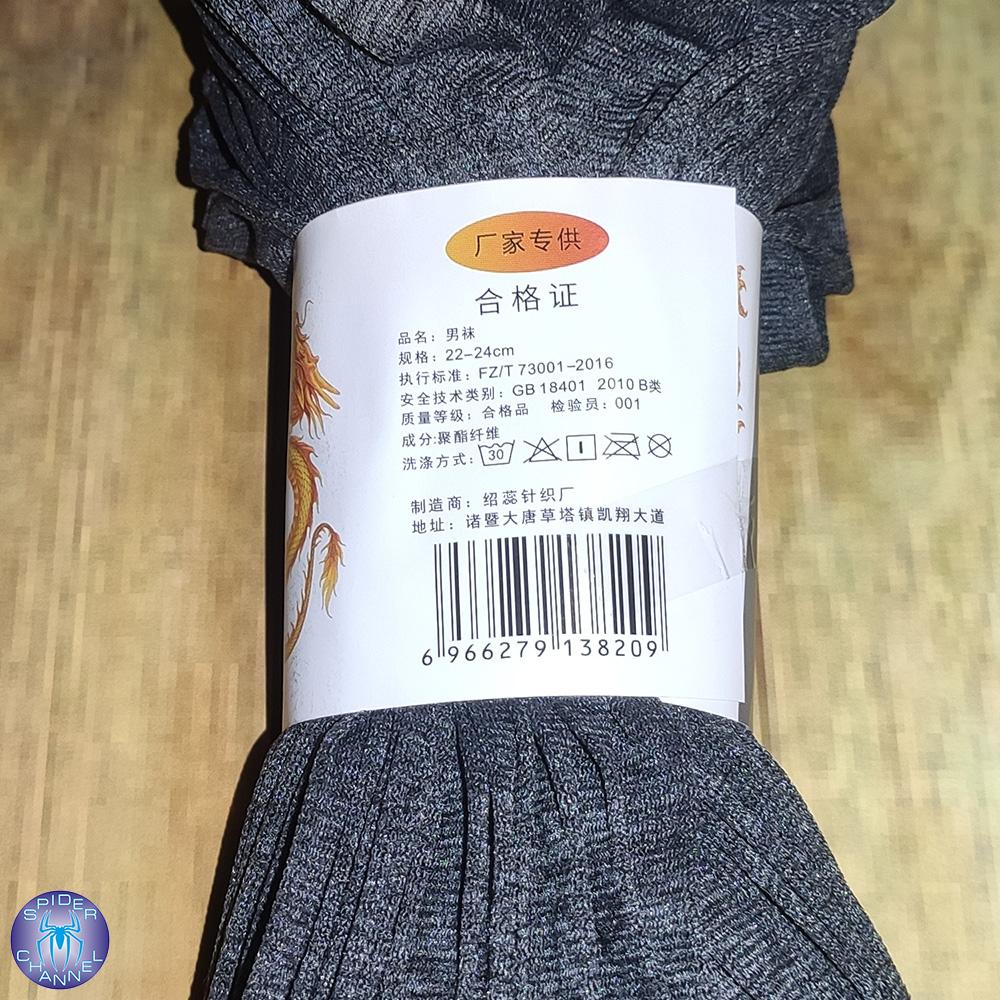 厂家专供
合格证
品名：男袜
规格：22-24cm
执行标准：FZ/T 73001-2016
安全技术类别：GB 18401 2010 B类
质量等级：合格品 检验员：001
成分:聚酯纤维
洗涤方式：30
制造商：绍蕊针织厂
地址：诸暨大唐草塔镇凯翔大道
6 966279 138209
SPIDER
CHANNEL